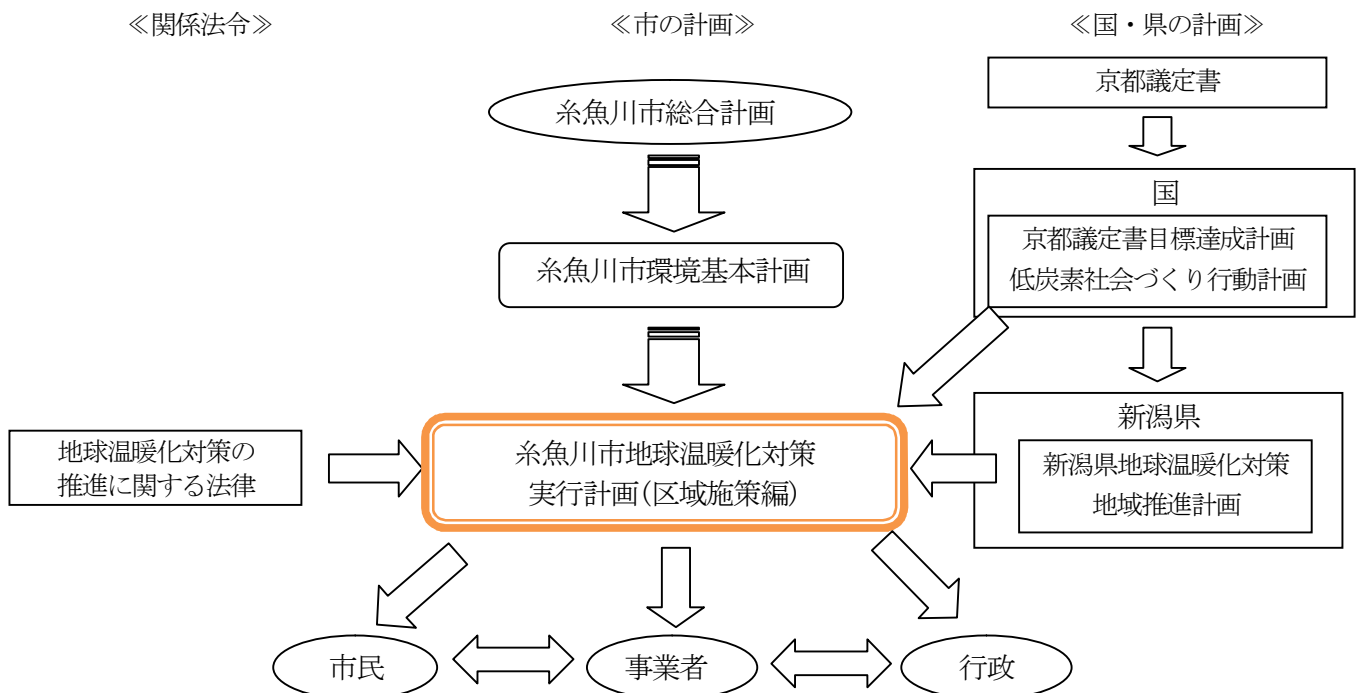 ≪関係法令≫
≪市の計画≫
≪国・県の計画≫
京都議定書
糸魚川市総合計画
国
京都議定書目標達成計画
低炭素社会づくり行動計画
糸魚川市環境基本計画
新潟県
新潟県地球温暖化対策
地域推進計画
地球温暖化対策の
推進に関する法律
糸魚川市地球温暖化対策
実行計画(区域施策編)
市民
事業者
行政